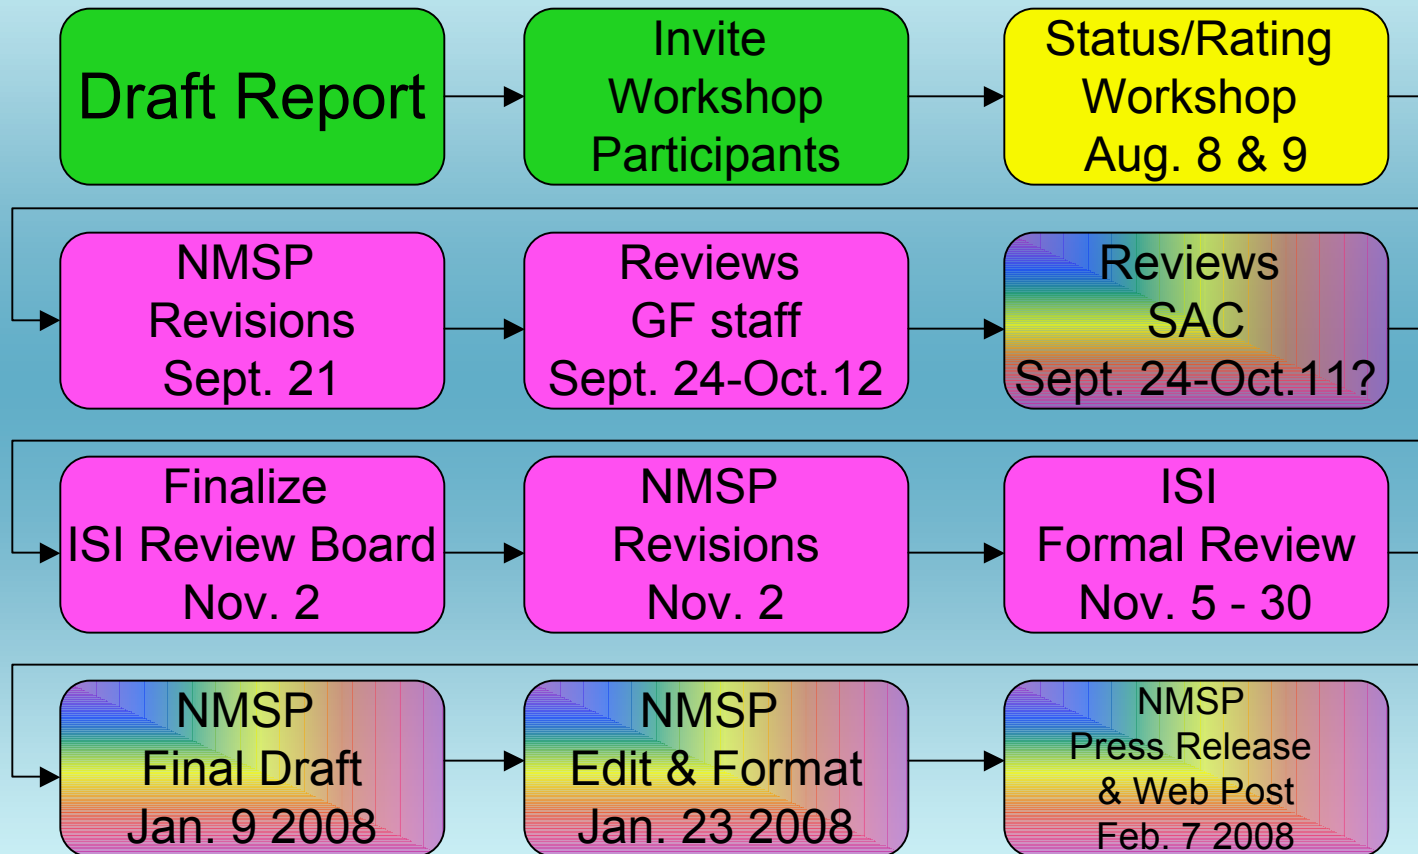 Draft Report
Invite
Workshop
Participants
Status/Rating
Workshop
Aug. 8 & 9
NMSP
Revisions
Sept. 21
Reviews
GF staff
Sept. 24-Oct.12
Reviews
SAC
Sept. 24-Oct.11?
Finalize
ISI Review Board
Nov. 2
NMSP
Revisions
Nov. 2
ISI
Formal Review
Nov. 5 - 30
NMSP
Final Draft
Jan. 9 2008
NMSP
Edit & Format
Jan. 23 2008
NMSP
Press Release
& Web Post
Feb. 7 2008